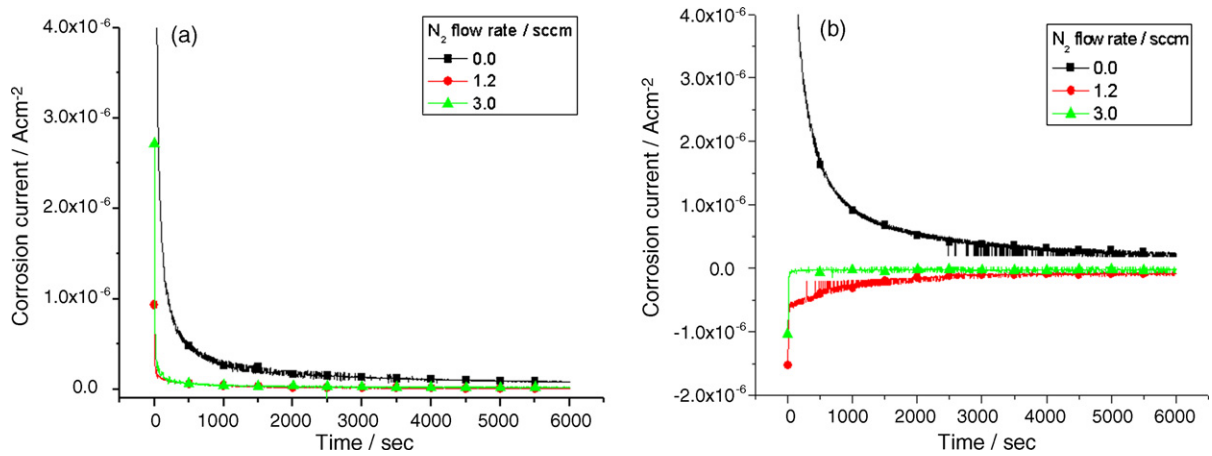 (a)
N₂ flow rate / sccm
0.0
1.2
3.0
4.0x10⁻⁶
3.0x10⁻⁶
2.0x10⁻⁶
1.0x10⁻⁶
0.0
Corrosion current / Acm⁻²
0 1000 2000 3000 4000 5000 6000
Time / sec
(b)
N₂ flow rate / sccm
0.0
1.2
3.0
4.0x10⁻⁶
3.0x10⁻⁶
2.0x10⁻⁶
1.0x10⁻⁶
0.0
-1.0x10⁻⁶
-2.0x10⁻⁶
Corrosion current / Acm⁻²
0 1000 2000 3000 4000 5000 6000
Time / sec